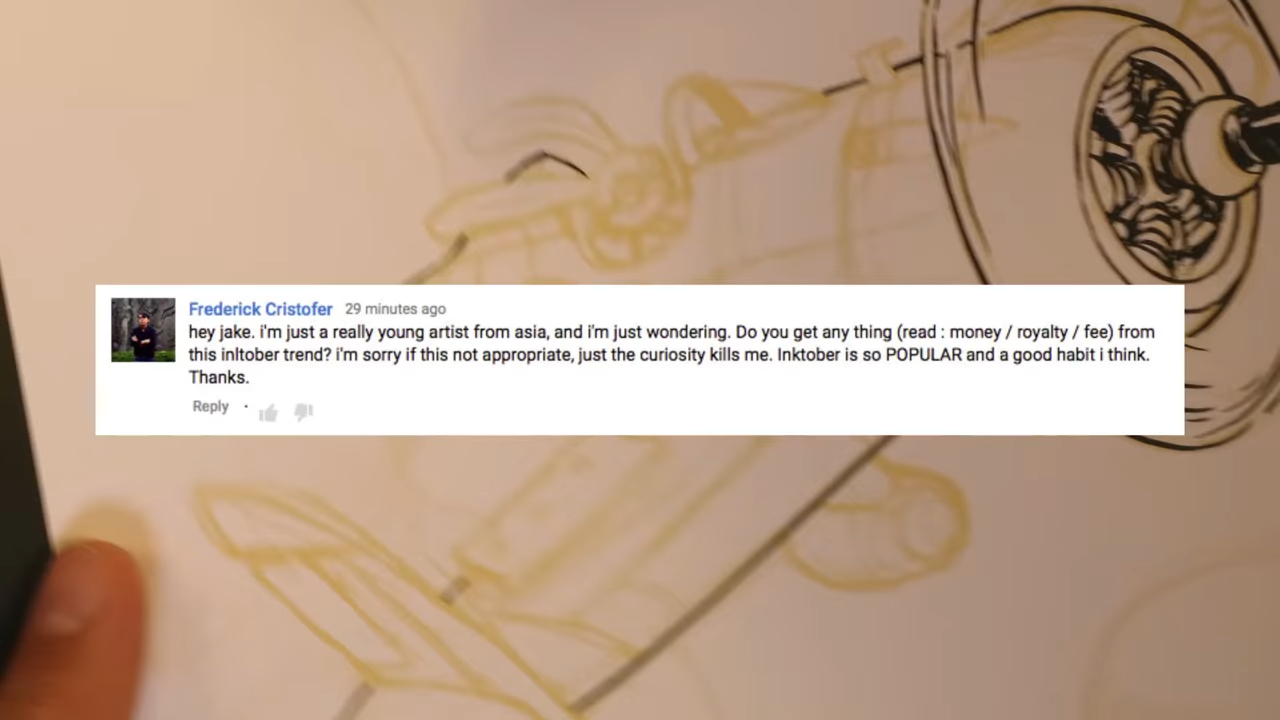 Frederick Cristofer 29 minutes ago
hey jake. i'm just a really young artist from asia, and i'm just wondering. Do you get any thing (read : money / royalty / fee) from
this inltober trend? i'm sorry if this not appropriate, just the curiosity kills me. Inktober is so POPULAR and a good habit i think.
Thanks.
Reply ·